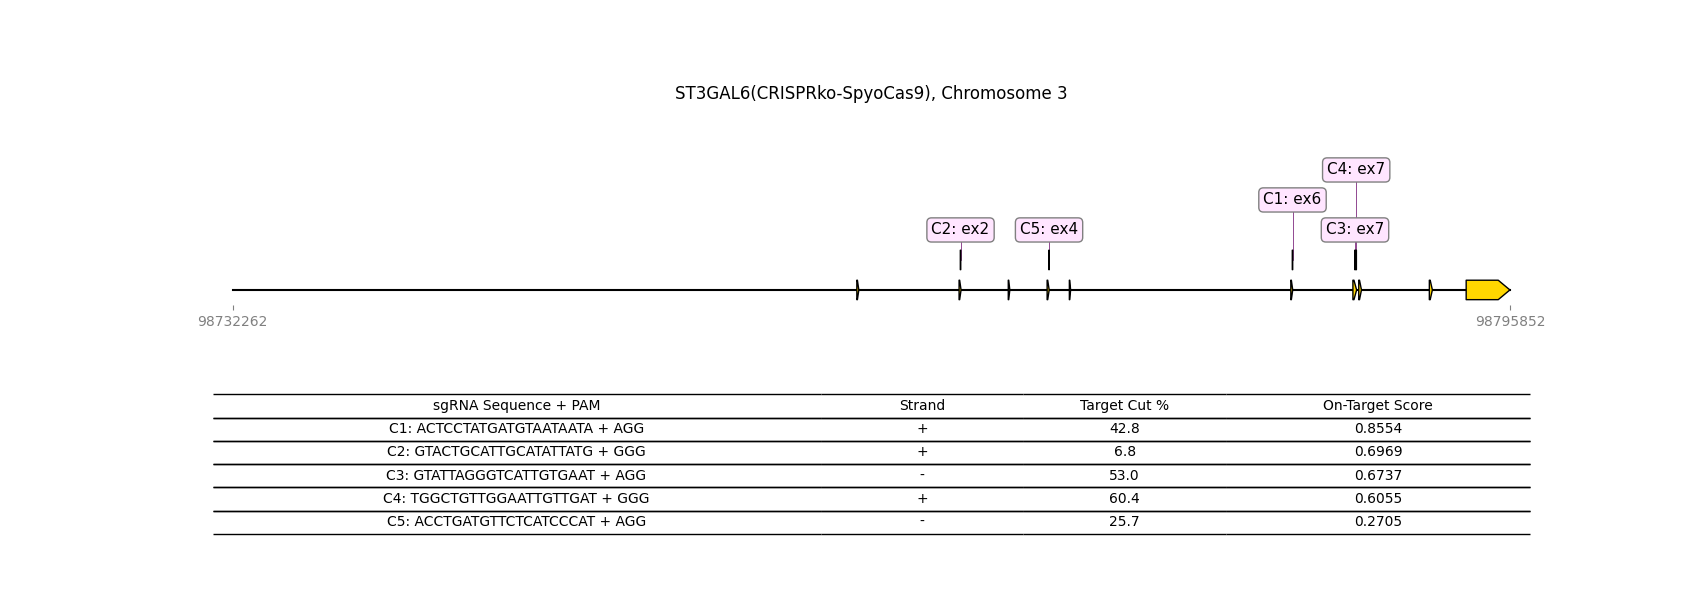 ST3GAL6(CRISPRko-SpyoCas9), Chromosome 3
C4: ex7
C1: ex6
C2: ex2 C5: ex4 C3: ex7
98732262 98795852
sgRNA Sequence + PAM Strand Target Cut % On-Target Score
C1: ACTCCTATGATGTAATAATA + AGG + 42.8 0.8554
C2: GTACTGCATTGCATATTATG + GGG + 6.8 0.6969
C3: GTATTAGGGTCATTGTGAAT + AGG - 53.0 0.6737
C4: TGGCTGTTGGAATTGTTGAT + GGG + 60.4 0.6055
C5: ACCTGATGTTCTCATCCCAT + AGG - 25.7 0.2705